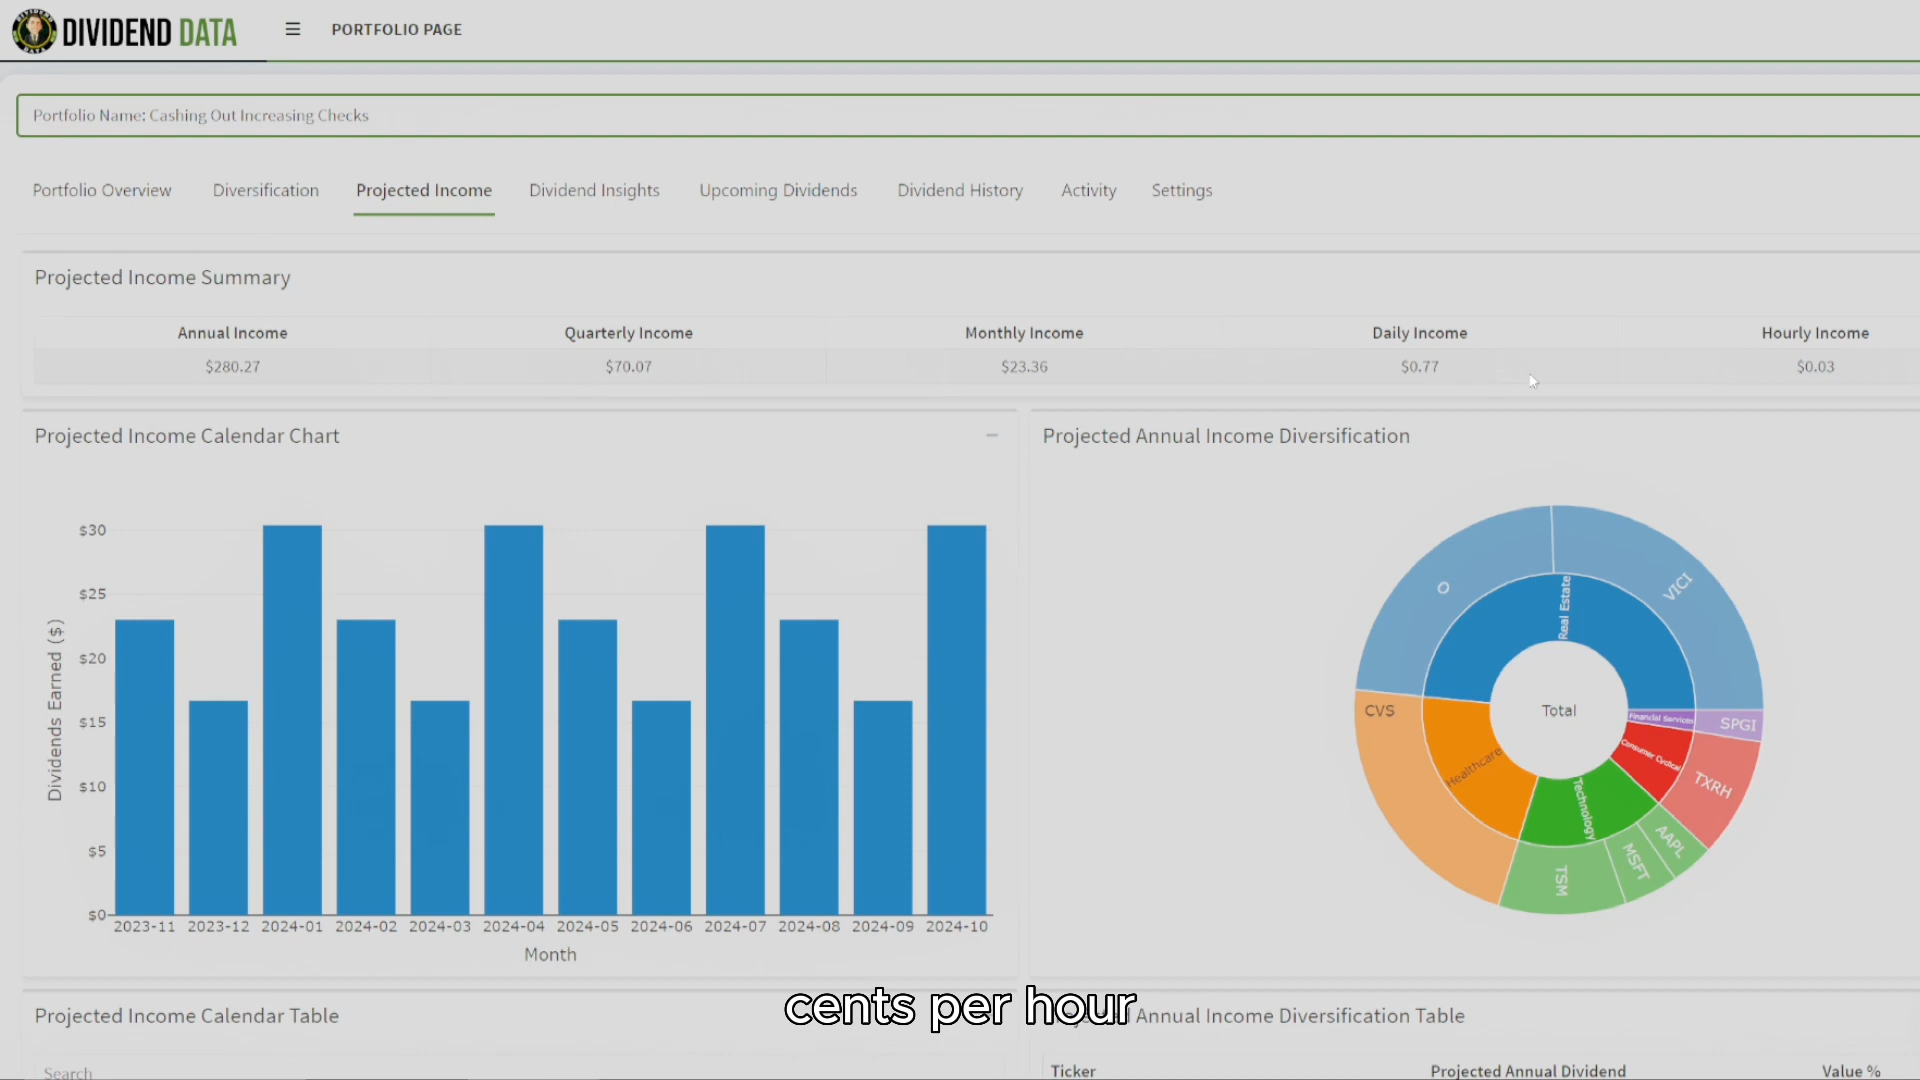 DIVIDEND DATA
PORTFOLIO PAGE
Portfolio Name: Cashing Out Increasing Checks
Portfolio Overview Diversification Projected Income Dividend Insights Upcoming Dividends Dividend History Activity Settings
Projected Income Summary
Annual Income Quarterly Income Monthly Income Daily Income Hourly Income
$280.27 $70.07 $23.36 $0.77 $0.03
Projected Income Calendar Chart
Dividends Earned ($)
$30
$25
$20
$15
$10
$5
$0
2023-11 2023-12 2024-01 2024-02 2024-03 2024-04 2024-05 2024-06 2024-07 2024-08 2024-09 2024-10
Month
Projected Annual Income Diversification
O
VICI
Real Estate
CVS
Total
Financial Services
SPGI
Healthcare
Consumer Cyclical
TXRH
Technology
AAPL
MSFT
TSM
cents per hour
Projected Income Calendar Table
Search
Annual Income Diversification Table
Ticker Projected Annual Dividend Value %